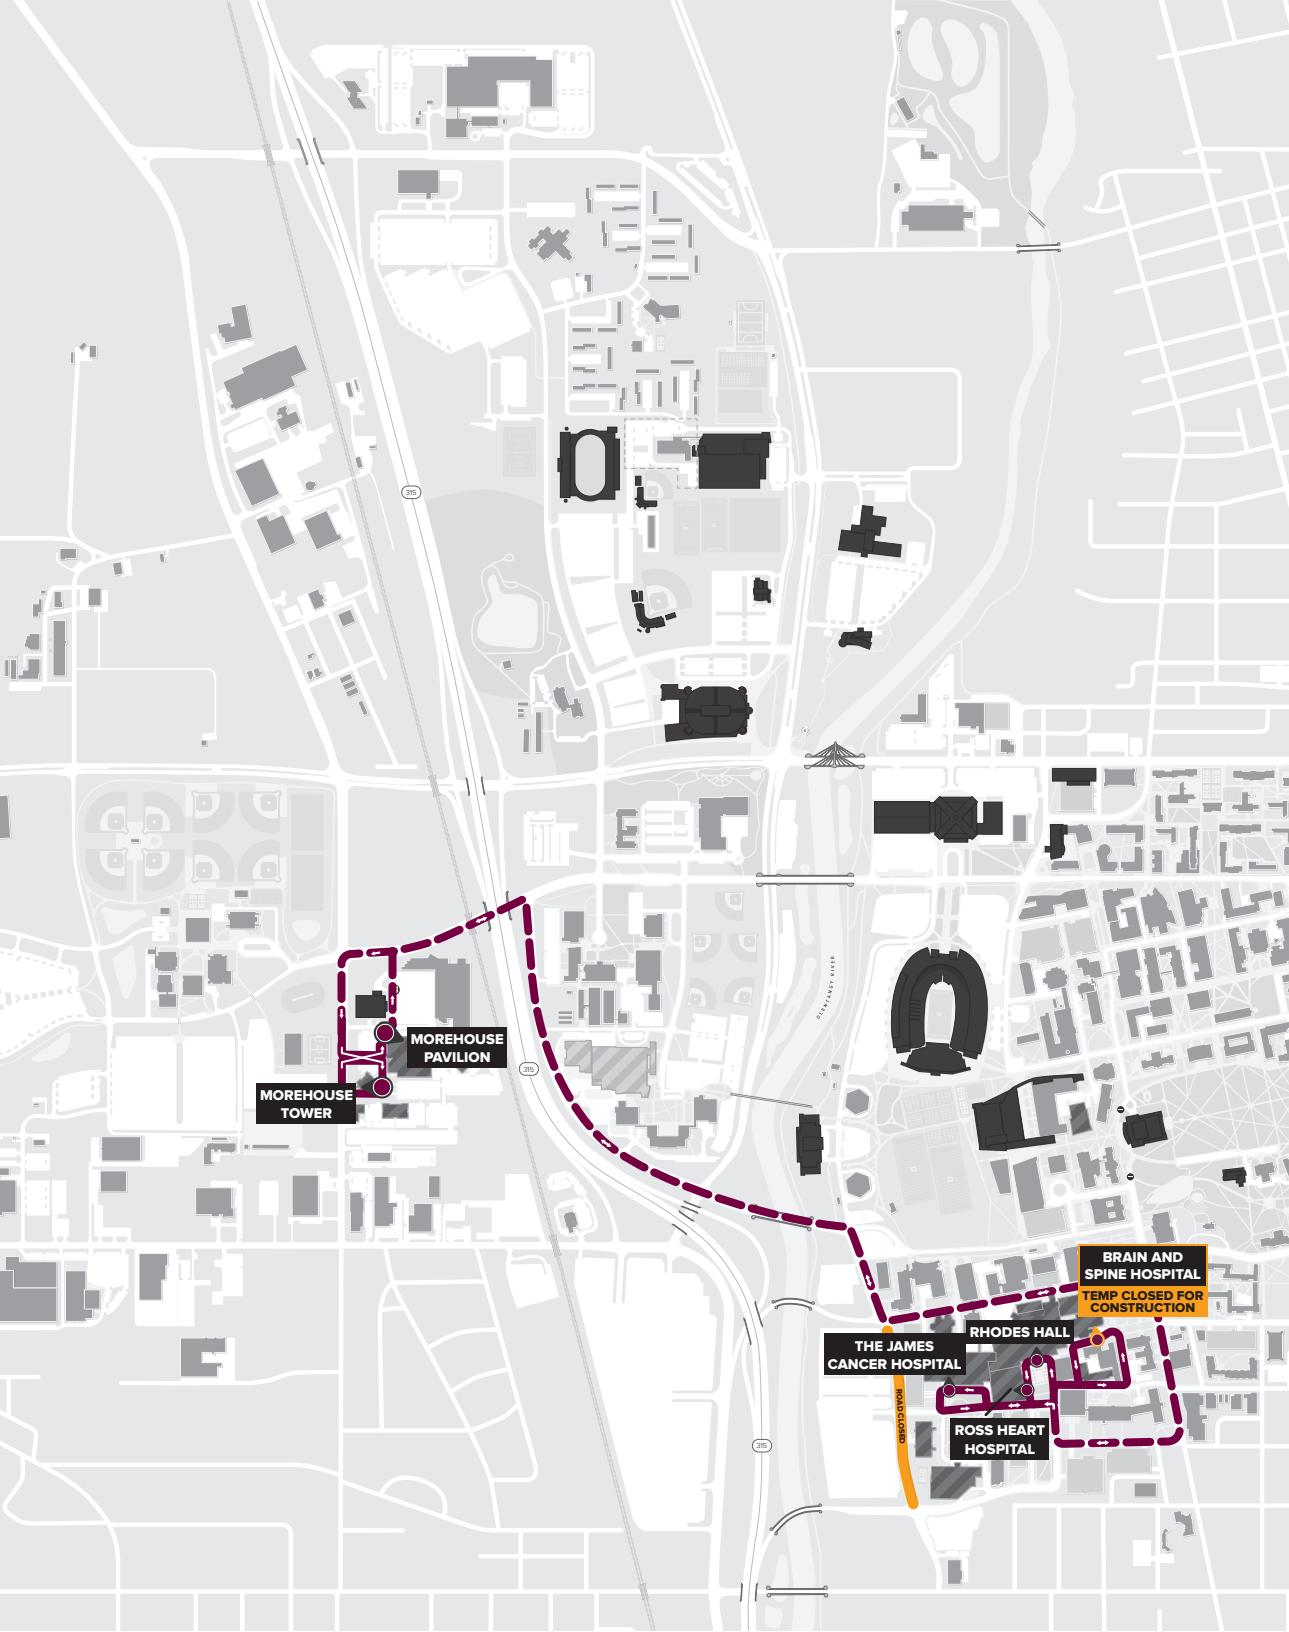 315
OLENTANGY RIVER
MOREHOUSE
PAVILION
315
MOREHOUSE
TOWER
BRAIN AND
SPINE HOSPITAL
TEMP CLOSED FOR
CONSTRUCTION
RHODES HALL
THE JAMES
CANCER HOSPITAL
ROAD CLOSED
ROSS HEART
HOSPITAL
315